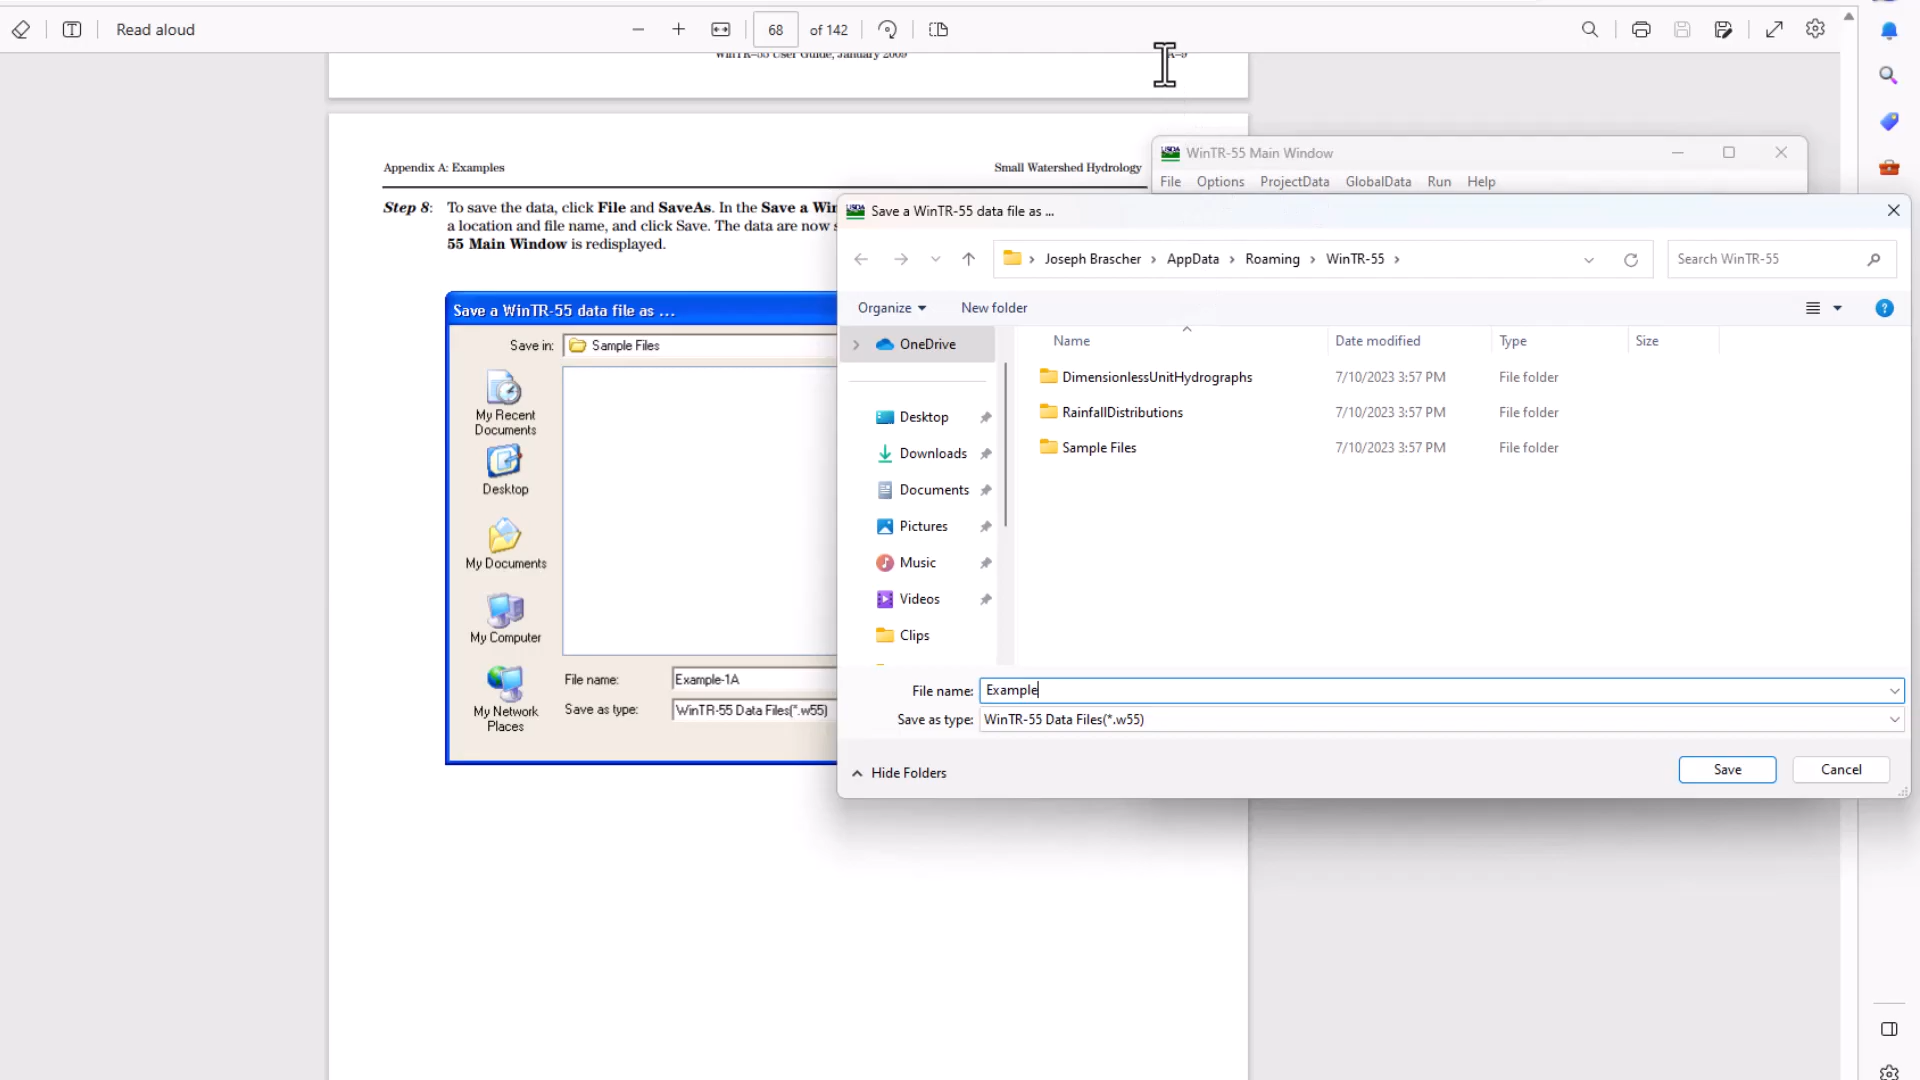 Read aloud
68 of 142
WinTR-55 User Guide, January 2009
A-9
Appendix A: Examples
Small Watershed Hydrology
Step 8: To save the data, click File and SaveAs. In the Save a Win
a location and file name, and click Save. The data are now s
55 Main Window is redisplayed.
Save a WinTR-55 data file as ...
Save in: Sample Files
My Recent
Documents
Desktop
My Documents
My Computer
My Network
Places
File name: Example-1A
Save as type: WinTR-55 Data Files(*.w55)
WinTR-55 Main Window
File Options ProjectData GlobalData Run Help
Save a WinTR-55 data file as ...
Joseph Brascher > AppData > Roaming > WinTR-55 >
Search WinTR-55
Organize New folder
Name Date modified Type Size
OneDrive
Desktop
Downloads
Documents
Pictures
Music
Videos
Clips
DimensionlessUnitHydrographs 7/10/2023 3:57 PM File folder
RainfallDistributions 7/10/2023 3:57 PM File folder
Sample Files 7/10/2023 3:57 PM File folder
File name: Example
Save as type: WinTR-55 Data Files(*.w55)
Hide Folders
Save Cancel